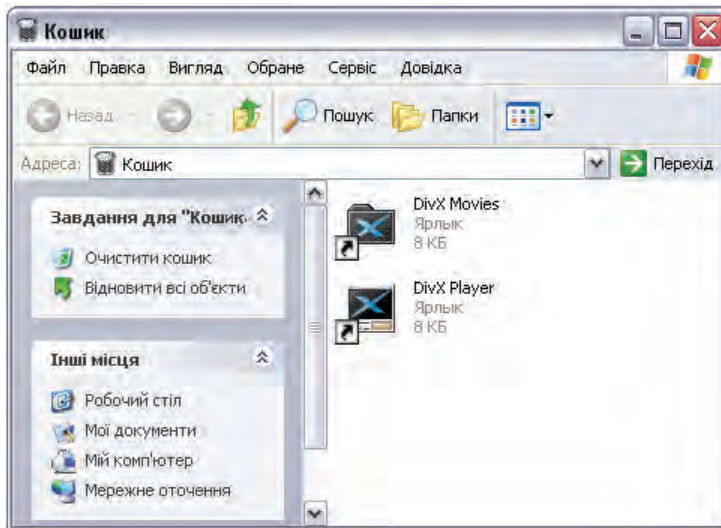 Кошик
Файл Правка Вигляд Обране Сервіс Довідка
Назад Пошук Папки
Адреса: Кошик Перехід
Завдання для "Кошик
Очистити кошик
Відновити всі об'єкти
Інші місця
Робочий стіл
Мої документи
Мій комп'ютер
Мережне оточення
DivX Movies
Ярлык
8 КБ
DivX Player
Ярлык
8 КБ